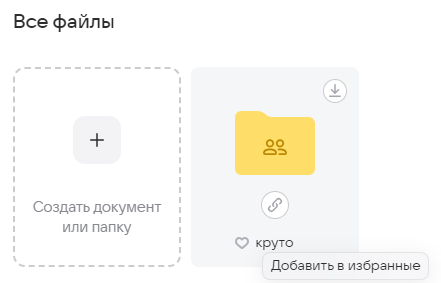 Все файлы
Создать документ
или папку
круто
Добавить в избранные